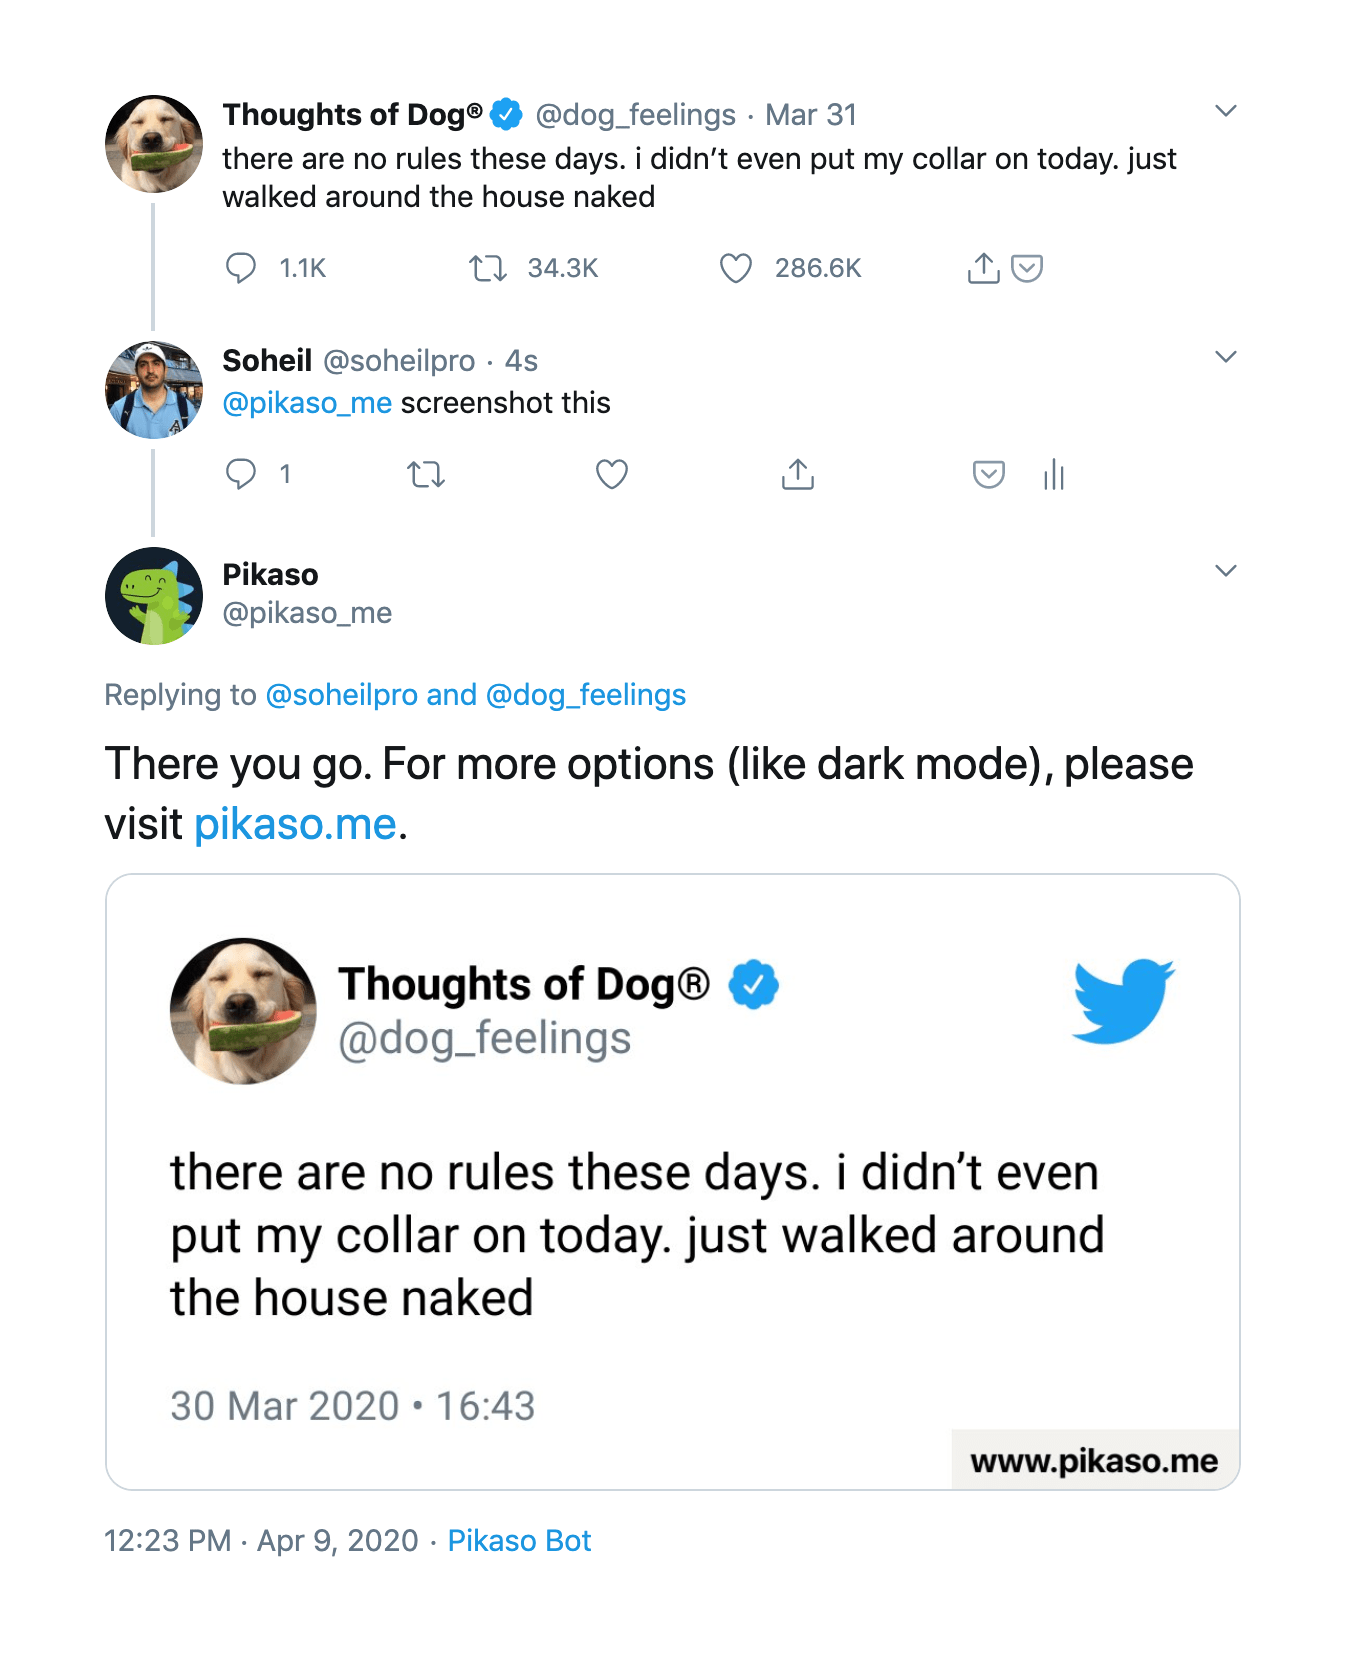 Thoughts of Dog® @dog_feelings · Mar 31
there are no rules these days. i didn’t even put my collar on today. just
walked around the house naked
1.1K 34.3K 286.6K
Soheil @soheilpro · 4s
@pikaso_me screenshot this
1
Pikaso
@pikaso_me
Replying to @soheilpro and @dog_feelings
There you go. For more options (like dark mode), please
visit pikaso.me.
Thoughts of Dog®
@dog_feelings
there are no rules these days. i didn’t even
put my collar on today. just walked around
the house naked
30 Mar 2020 • 16:43
www.pikaso.me
12:23 PM · Apr 9, 2020 · Pikaso Bot